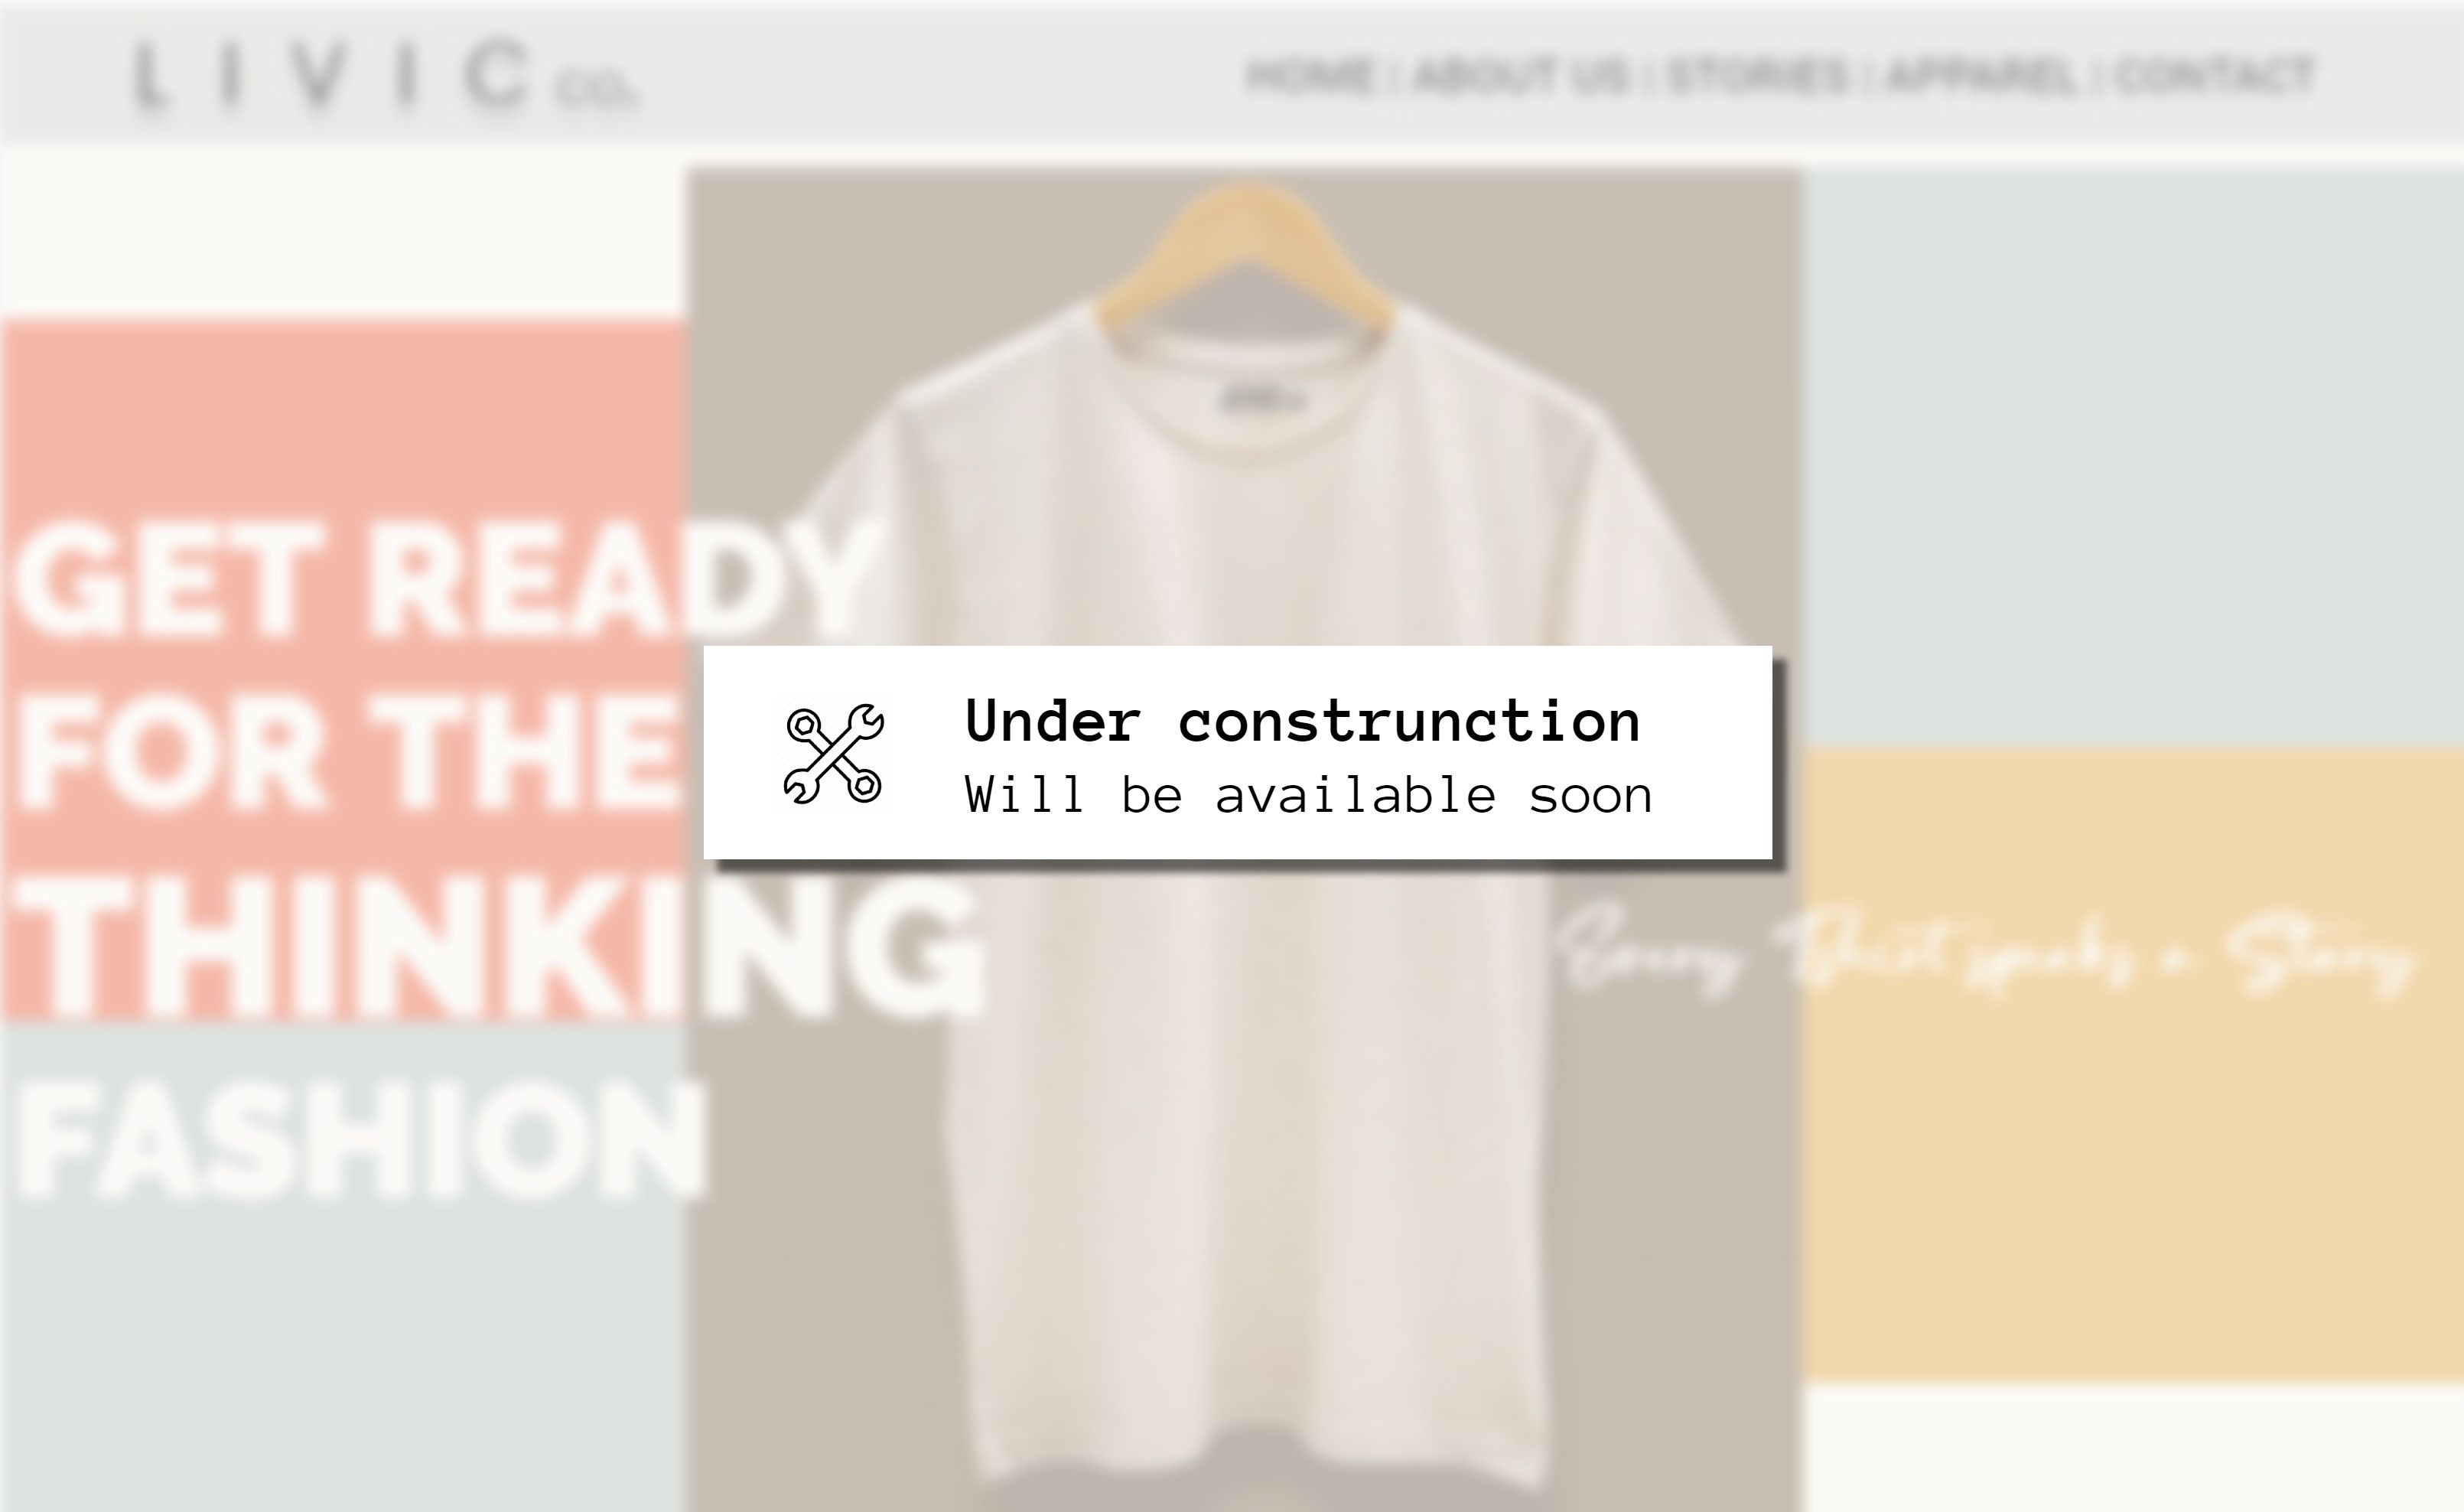 LIVIC CO.
HOME | ABOUT US | STORIES | APPAREL | CONTACT
GET READY
FOR THE
THINKING
FASHION
Under construnction
Will be available soon
Every Shirt speaks a Story